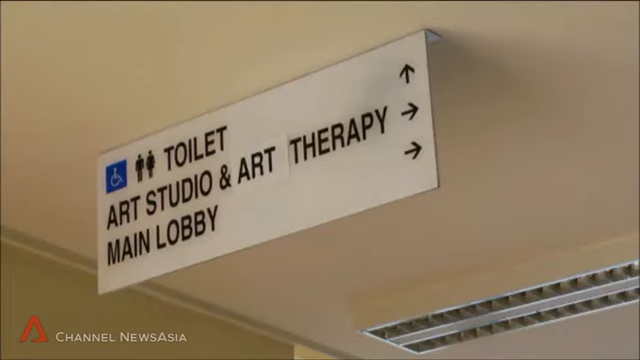 TOILET
ART STUDIO & ART THERAPY
MAIN LOBBY
CHANNEL NEWSASIA